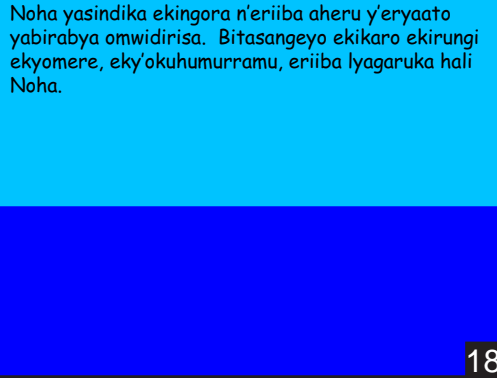 Noha yasindika ekingora n'eriiba aheru y'eryaato
yabirabya omwidirisa.  Bitasangeyo ekikaro ekirungi
ekyomere, eky'okuhumurramu, eriiba lyagaruka hali
Noha.
18